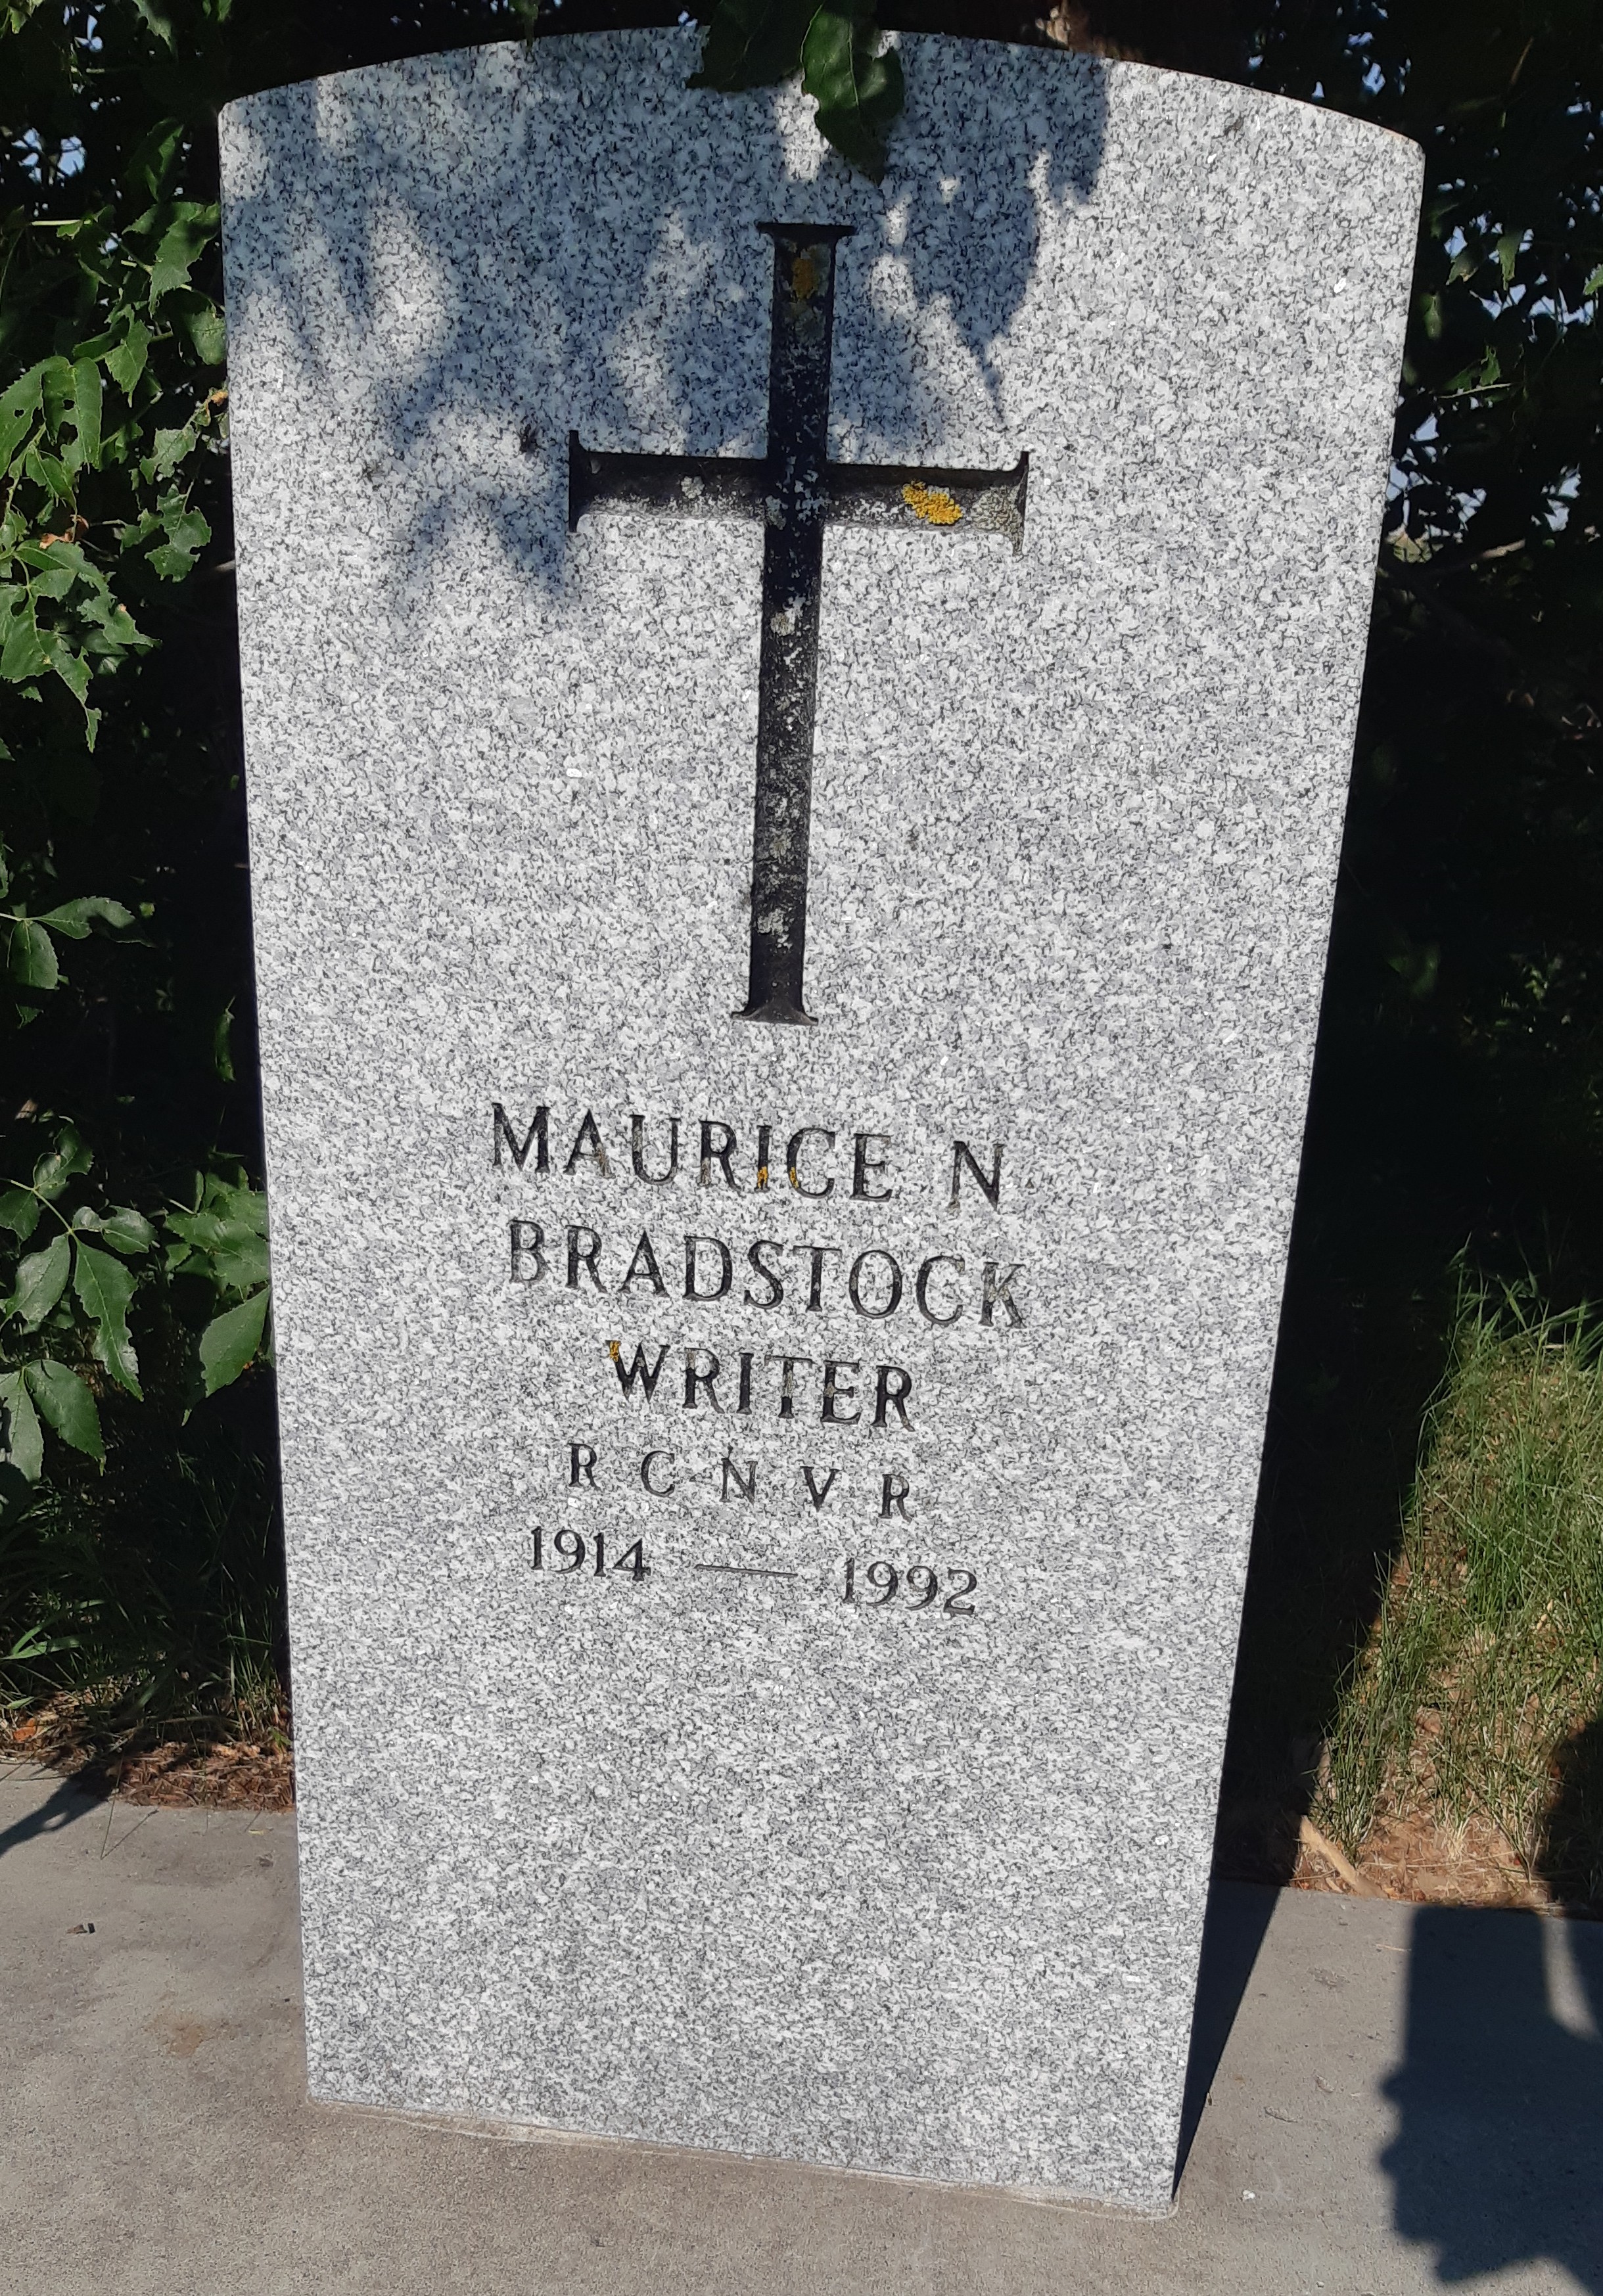 MAURICE N
BRADSTOCK
WRITER
R C N V R
1914 — 1992